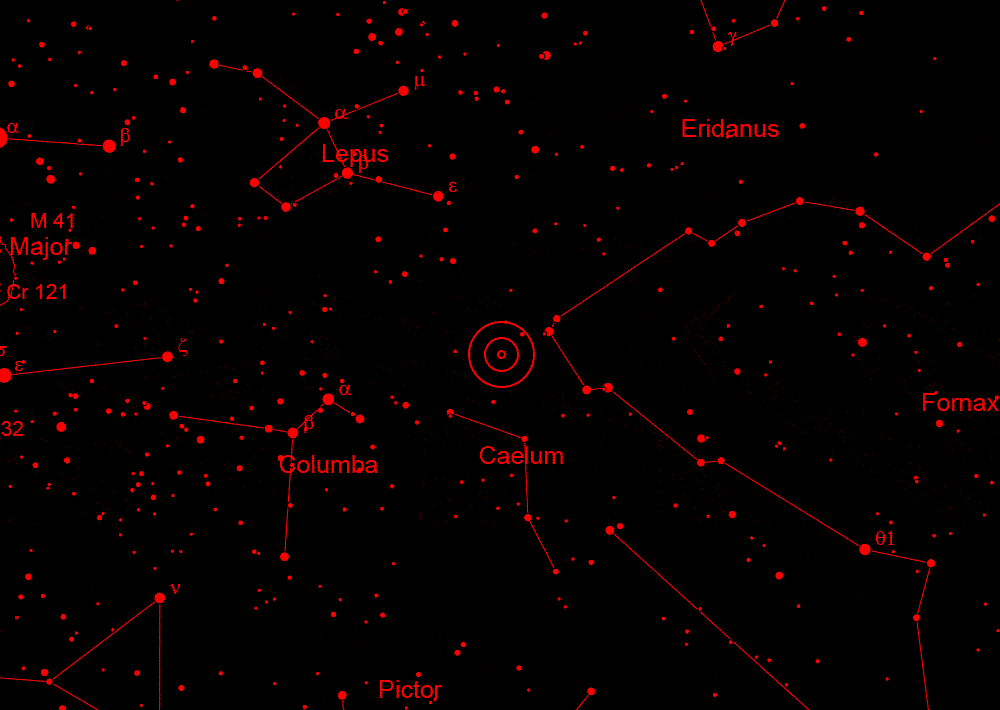 γ
μ
α
α
β
Eridanus
Lepus
β
ε
M 41
Major
Cr 121
ζ
ε
α
Fornax
β
32
Caelum
Columba
θ1
ν
Pictor